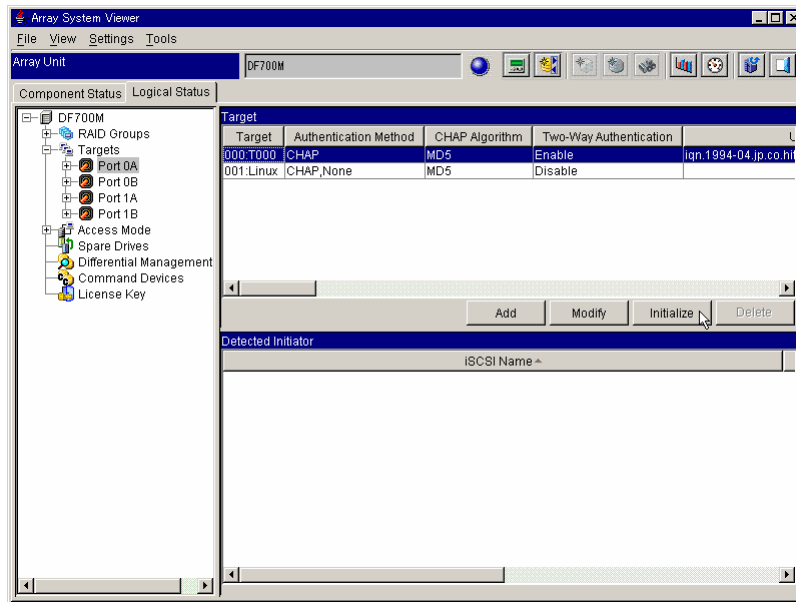 Array System Viewer
File View Settings Tools
Array Unit
DF700M
Component Status Logical Status
DF700M
RAID Groups
Targets
Port 0A
Port 0B
Port 1A
Port 1B
Access Mode
Spare Drives
Differential Management
Command Devices
License Key
Target
Target Authentication Method CHAP Algorithm Two-Way Authentication U
000:T000 CHAP MD5 Enable iqn.1994-04.jp.co.hit
001:Linux CHAP,None MD5 Disable
Add Modify Initialize Delete
Detected Initiator
iSCSI Name